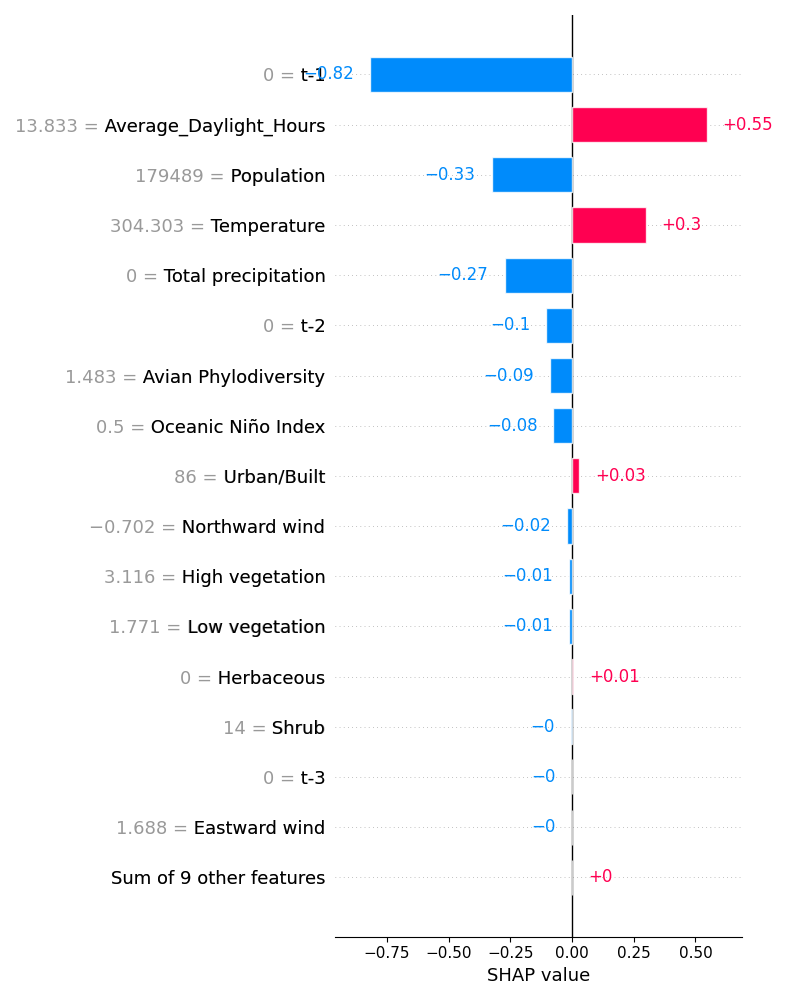 0 = t-1 −0.82
13.833 = Average_Daylight_Hours +0.55
179489 = Population −0.33
304.303 = Temperature +0.3
0 = Total precipitation −0.27
0 = t-2 −0.1
1.483 = Avian Phylodiversity −0.09
0.5 = Oceanic Niño Index −0.08
86 = Urban/Built +0.03
−0.702 = Northward wind −0.02
3.116 = High vegetation −0.01
1.771 = Low vegetation −0.01
0 = Herbaceous +0.01
14 = Shrub −0
0 = t-3 −0
1.688 = Eastward wind −0
Sum of 9 other features +0
−0.75 −0.50 −0.25 0.00 0.25 0.50
SHAP value